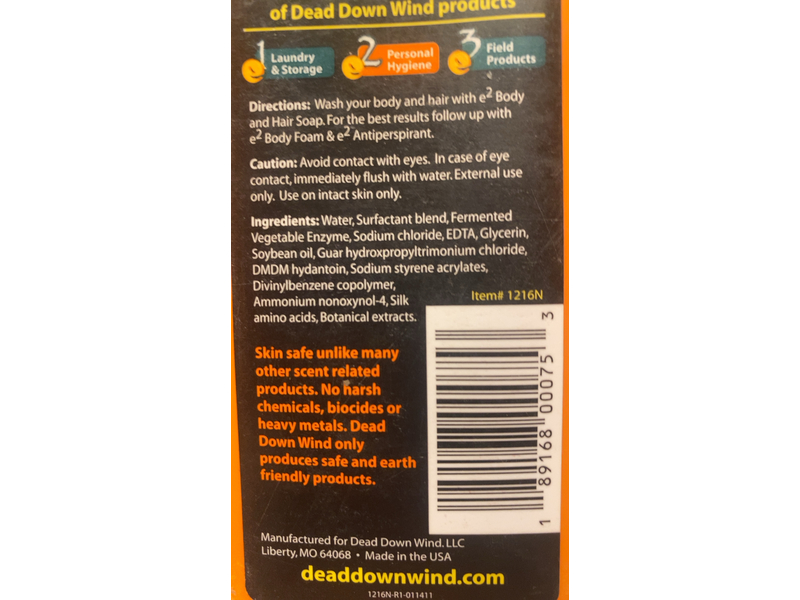 of Dead Down Wind products
1 Laundry & Storage
2 Personal Hygiene
3 Field Products
Directions: Wash your body and hair with e2 Body
and Hair Soap. For the best results follow up with
e2 Body Foam & e2 Antiperspirant.
Caution: Avoid contact with eyes. In case of eye
contact, immediately flush with water. External use
only. Use on intact skin only.
Ingredients: Water, Surfactant blend, Fermented
Vegetable Enzyme, Sodium chloride, EDTA, Glycerin,
Soybean oil, Guar hydroxpropyltrimonium chloride,
DMDM hydantoin, Sodium styrene acrylates,
Divinylbenzene copolymer,
Ammonium nonoxynol-4, Silk
amino acids, Botanical extracts.
Item# 1216N
Skin safe unlike many
other scent related
products. No harsh
chemicals, biocides or
heavy metals. Dead
Down Wind only
produces safe and earth
friendly products.
1 89168 00075 3
Manufactured for Dead Down Wind. LLC
Liberty, MO 64068 • Made in the USA
deaddownwind.com
1216N-R1-011411